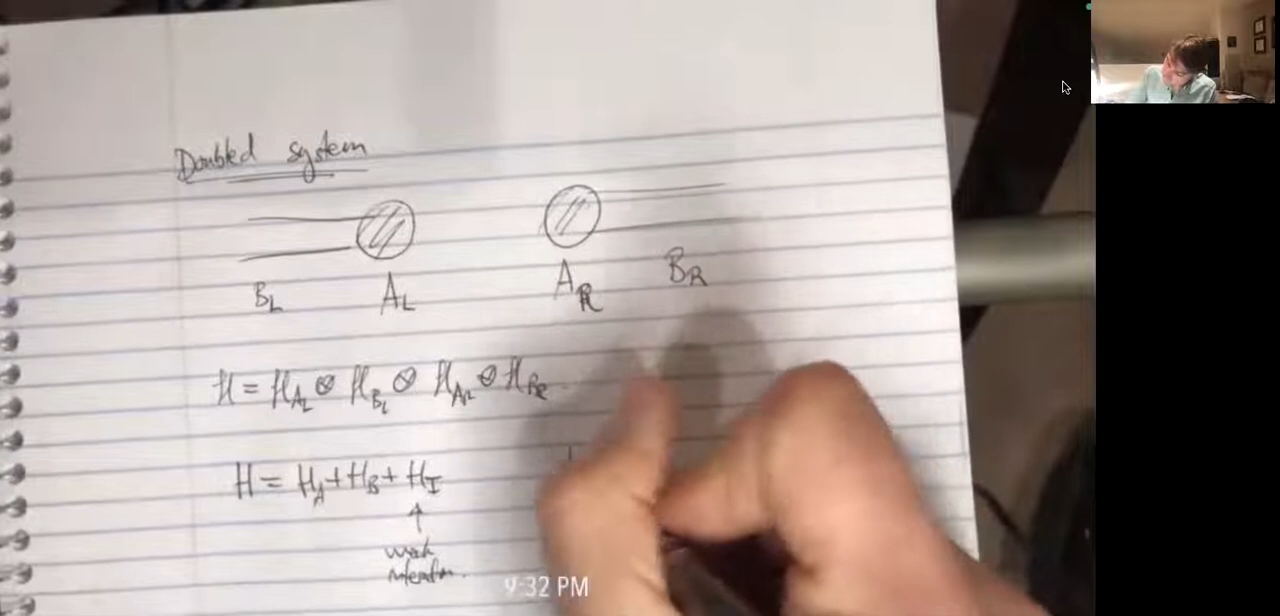 Doubled system
B_L A_L A_R B_R
H = H_{A_L} ⊗ H_{B_L} ⊗ H_{A_R} ⊗ H_{B_R}
H = H_A + H_B + H_I
↑
weak
9:32 PM